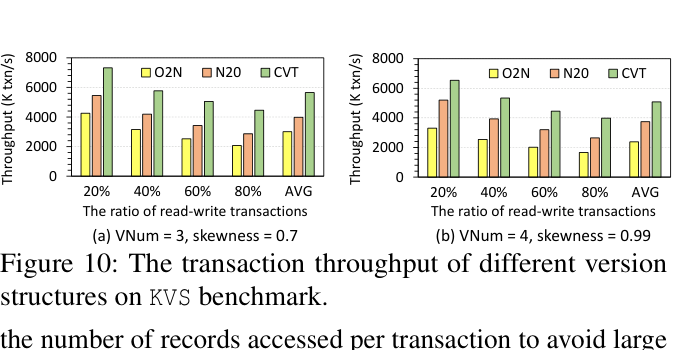 Throughput (K txn/s)
8000
6000
4000
2000
0
O2N N2O CVT
20% 40% 60% 80% AVG
The ratio of read-write transactions
(a) VNum = 3, skewness = 0.7
Throughput (K txn/s)
8000
6000
4000
2000
0
O2N N2O CVT
20% 40% 60% 80% AVG
The ratio of read-write transactions
(b) VNum = 4, skewness = 0.99
Figure 10: The transaction throughput of different version
structures on KVS benchmark.
the number of records accessed per transaction to avoid large